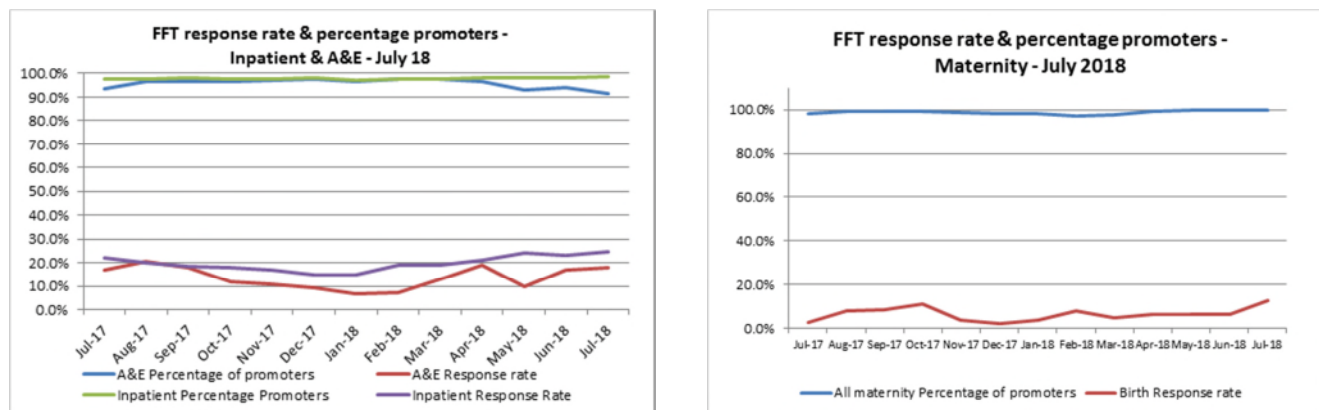 FFT response rate & percentage promoters -
Inpatient & A&E - July 18
100.0%
90.0%
80.0%
70.0%
60.0%
50.0%
40.0%
30.0%
20.0%
10.0%
0.0%
Jul-17 Aug-17 Sep-17 Oct-17 Nov-17 Dec-17 Jan-18 Feb-18 Mar-18 Apr-18 May-18 Jun-18 Jul-18
A&E Percentage of promoters A&E Response rate
Inpatient Percentage Promoters Inpatient Response Rate
FFT response rate & percentage promoters -
Maternity - July 2018
100.0%
80.0%
60.0%
40.0%
20.0%
0.0%
Jul-17 Aug-17 Sep-17 Oct-17 Nov-17 Dec-17 Jan-18 Feb-18 Mar-18 Apr-18 May-18 Jun-18 Jul-18
All maternity Percentage of promoters Birth Response rate